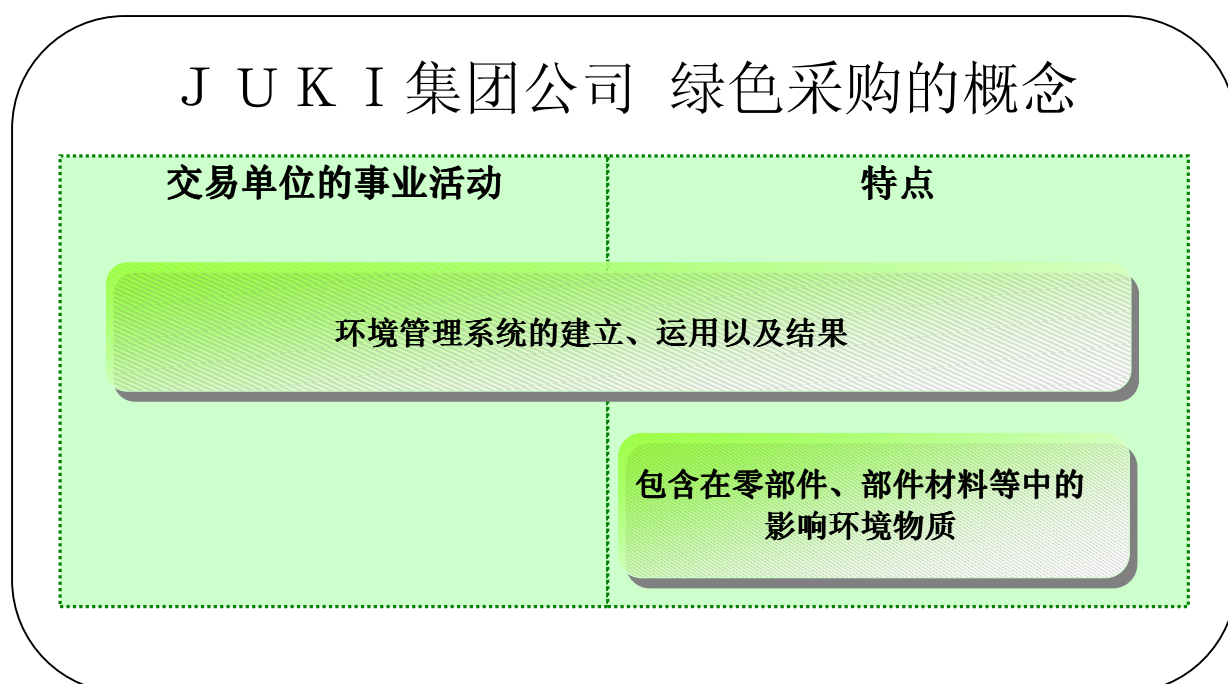 ＪＵＫＩ集团公司 绿色采购的概念
交易单位的事业活动
特点
环境管理系统的建立、运用以及结果
包含在零部件、部件材料等中的
影响环境物质